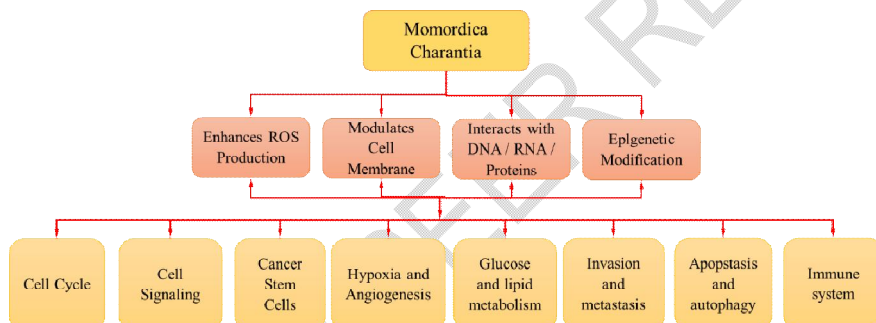 Momordica
Charantia
Enhances ROS
Production
Modulates
Cell
Membrane
Interacts with
DNA / RNA /
Proteins
Eplgenetic
Modification
Cell Cycle
Cell
Signaling
Cancer
Stem
Cells
Hypoxia and
Angiogenesis
Glucose
and lipid
metabolism
Invasion
and
metastasis
Apopstasis
and
autophagy
Immune
system